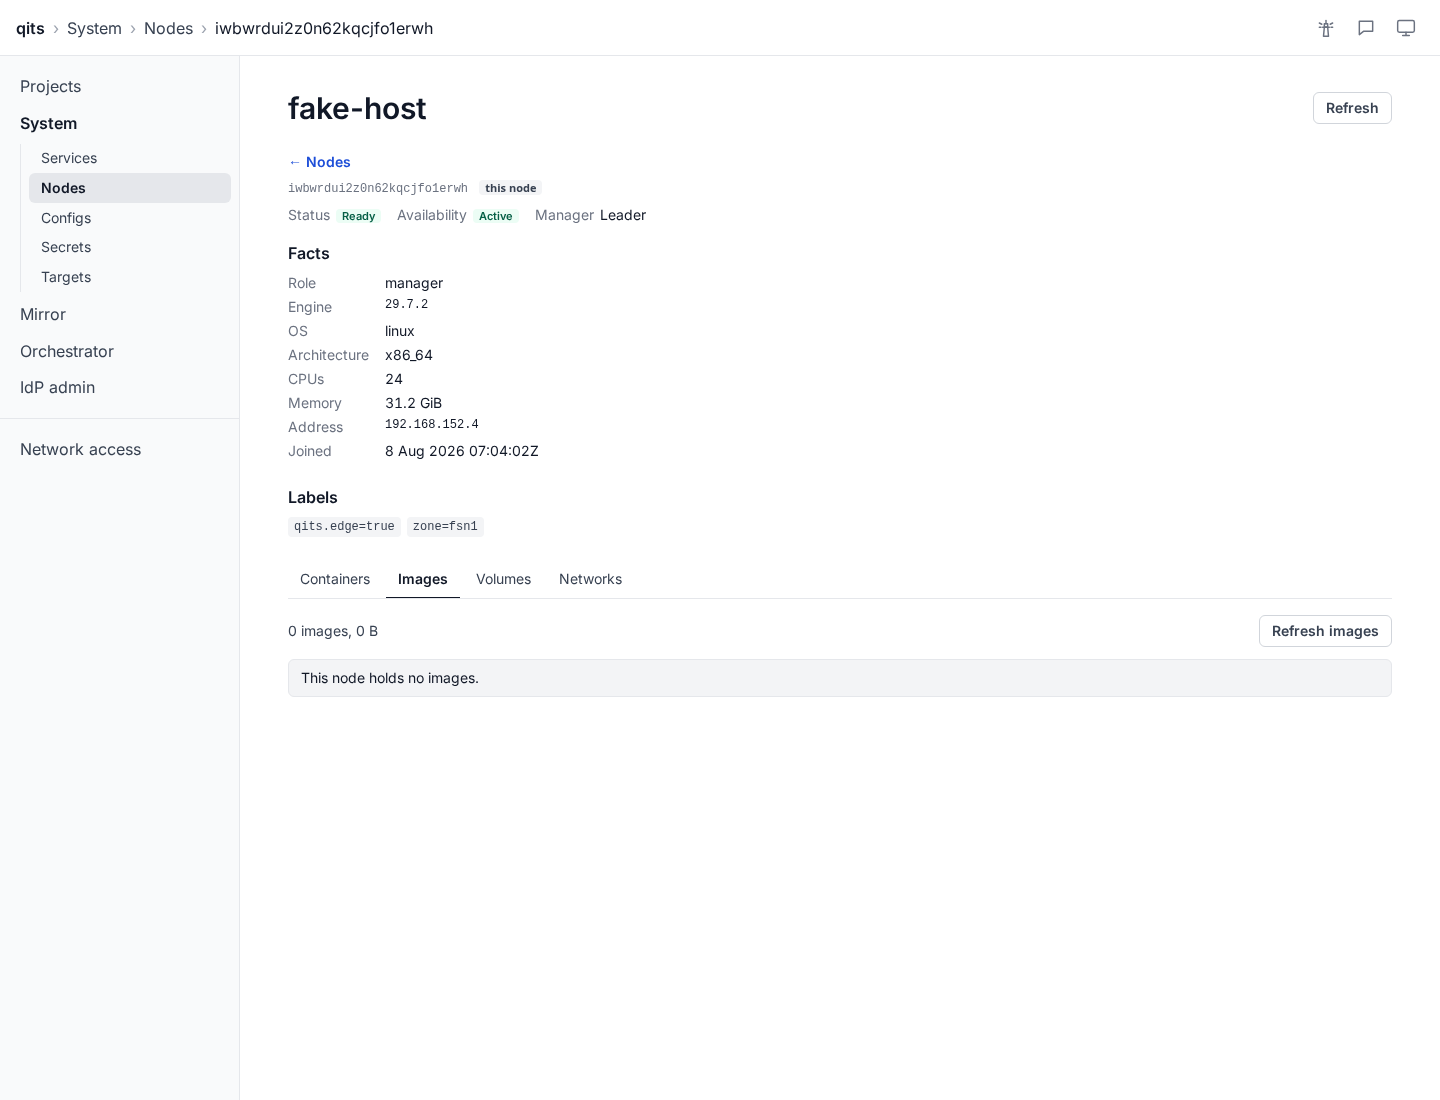 qits › System › Nodes › iwbwrdui2z0n62kqcjfo1erwh
Projects
System
Services
Nodes
Configs
Secrets
Targets
Mirror
Orchestrator
IdP admin
Network access
fake-host
Refresh
← Nodes
iwbwrdui2z0n62kqcjfo1erwh this node
Status Ready Availability Active Manager Leader
Facts
Role manager
Engine 29.7.2
OS linux
Architecture x86_64
CPUs 24
Memory 31.2 GiB
Address 192.168.152.4
Joined 8 Aug 2026 07:04:02Z
Labels
qits.edge=true zone=fsn1
Containers Images Volumes Networks
0 images, 0 B
Refresh images
This node holds no images.